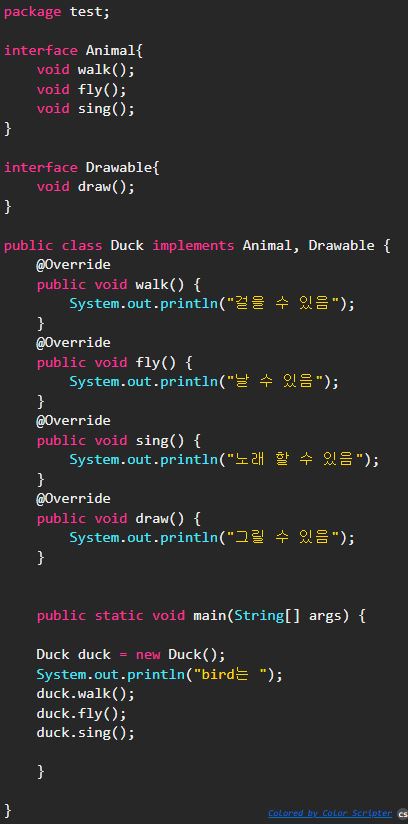 package test;
interface Animal{
    void walk();
    void fly();
    void sing();
}
interface Drawable{
    void draw();
}
public class Duck implements Animal, Drawable {
    @Override
    public void walk() {
        System.out.println("걸을 수 있음");
    }
    @Override
    public void fly() {
        System.out.println("날 수 있음");
    }
    @Override
    public void sing() {
        System.out.println("노래 할 수 있음");
    }
    @Override
    public void draw() {
        System.out.println("그릴 수 있음");
    }
    public static void main(String[] args) {
    Duck duck = new Duck();
    System.out.println("bird는 ");
    duck.walk();
    duck.fly();
    duck.sing();
    }
}
Colored by Color Scripter cs